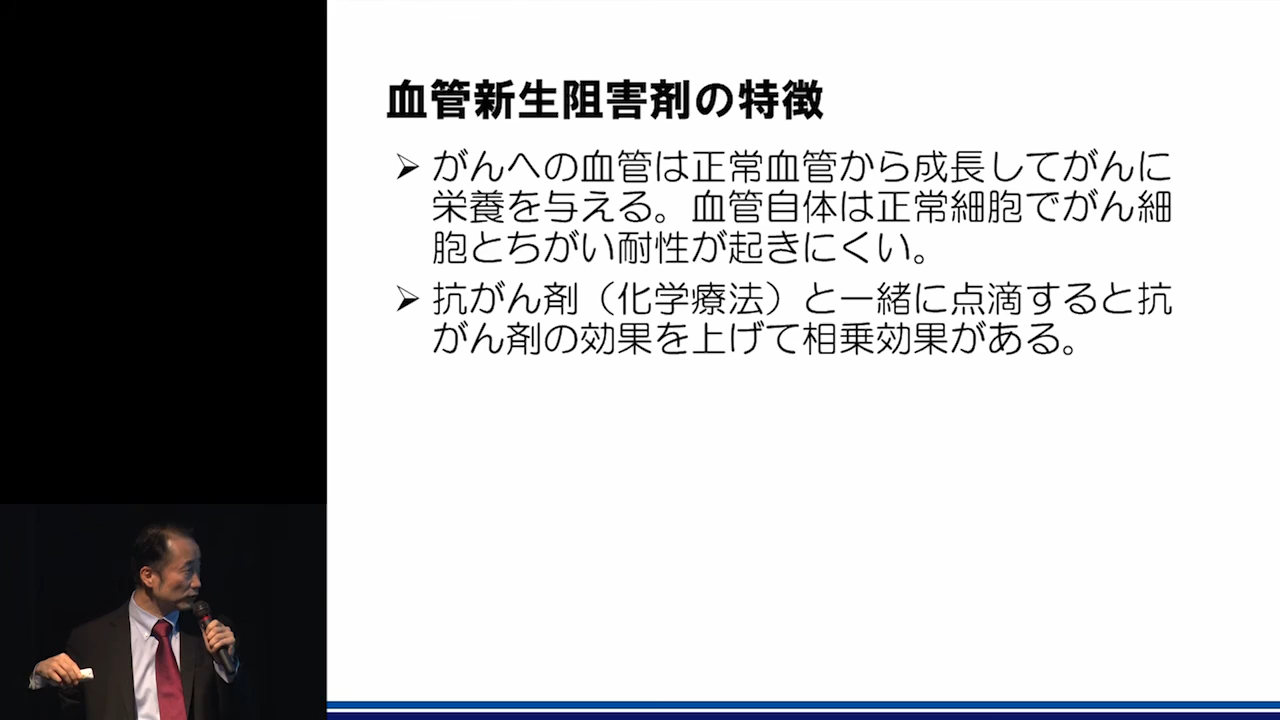 血管新生阻害剤の特徴
➢ がんへの血管は正常血管から成長してがんに
栄養を与える。血管自体は正常細胞でがん細
胞とちがい耐性が起きにくい。
➢ 抗がん剤（化学療法）と一緒に点滴すると抗
がん剤の効果を上げて相乗効果がある。